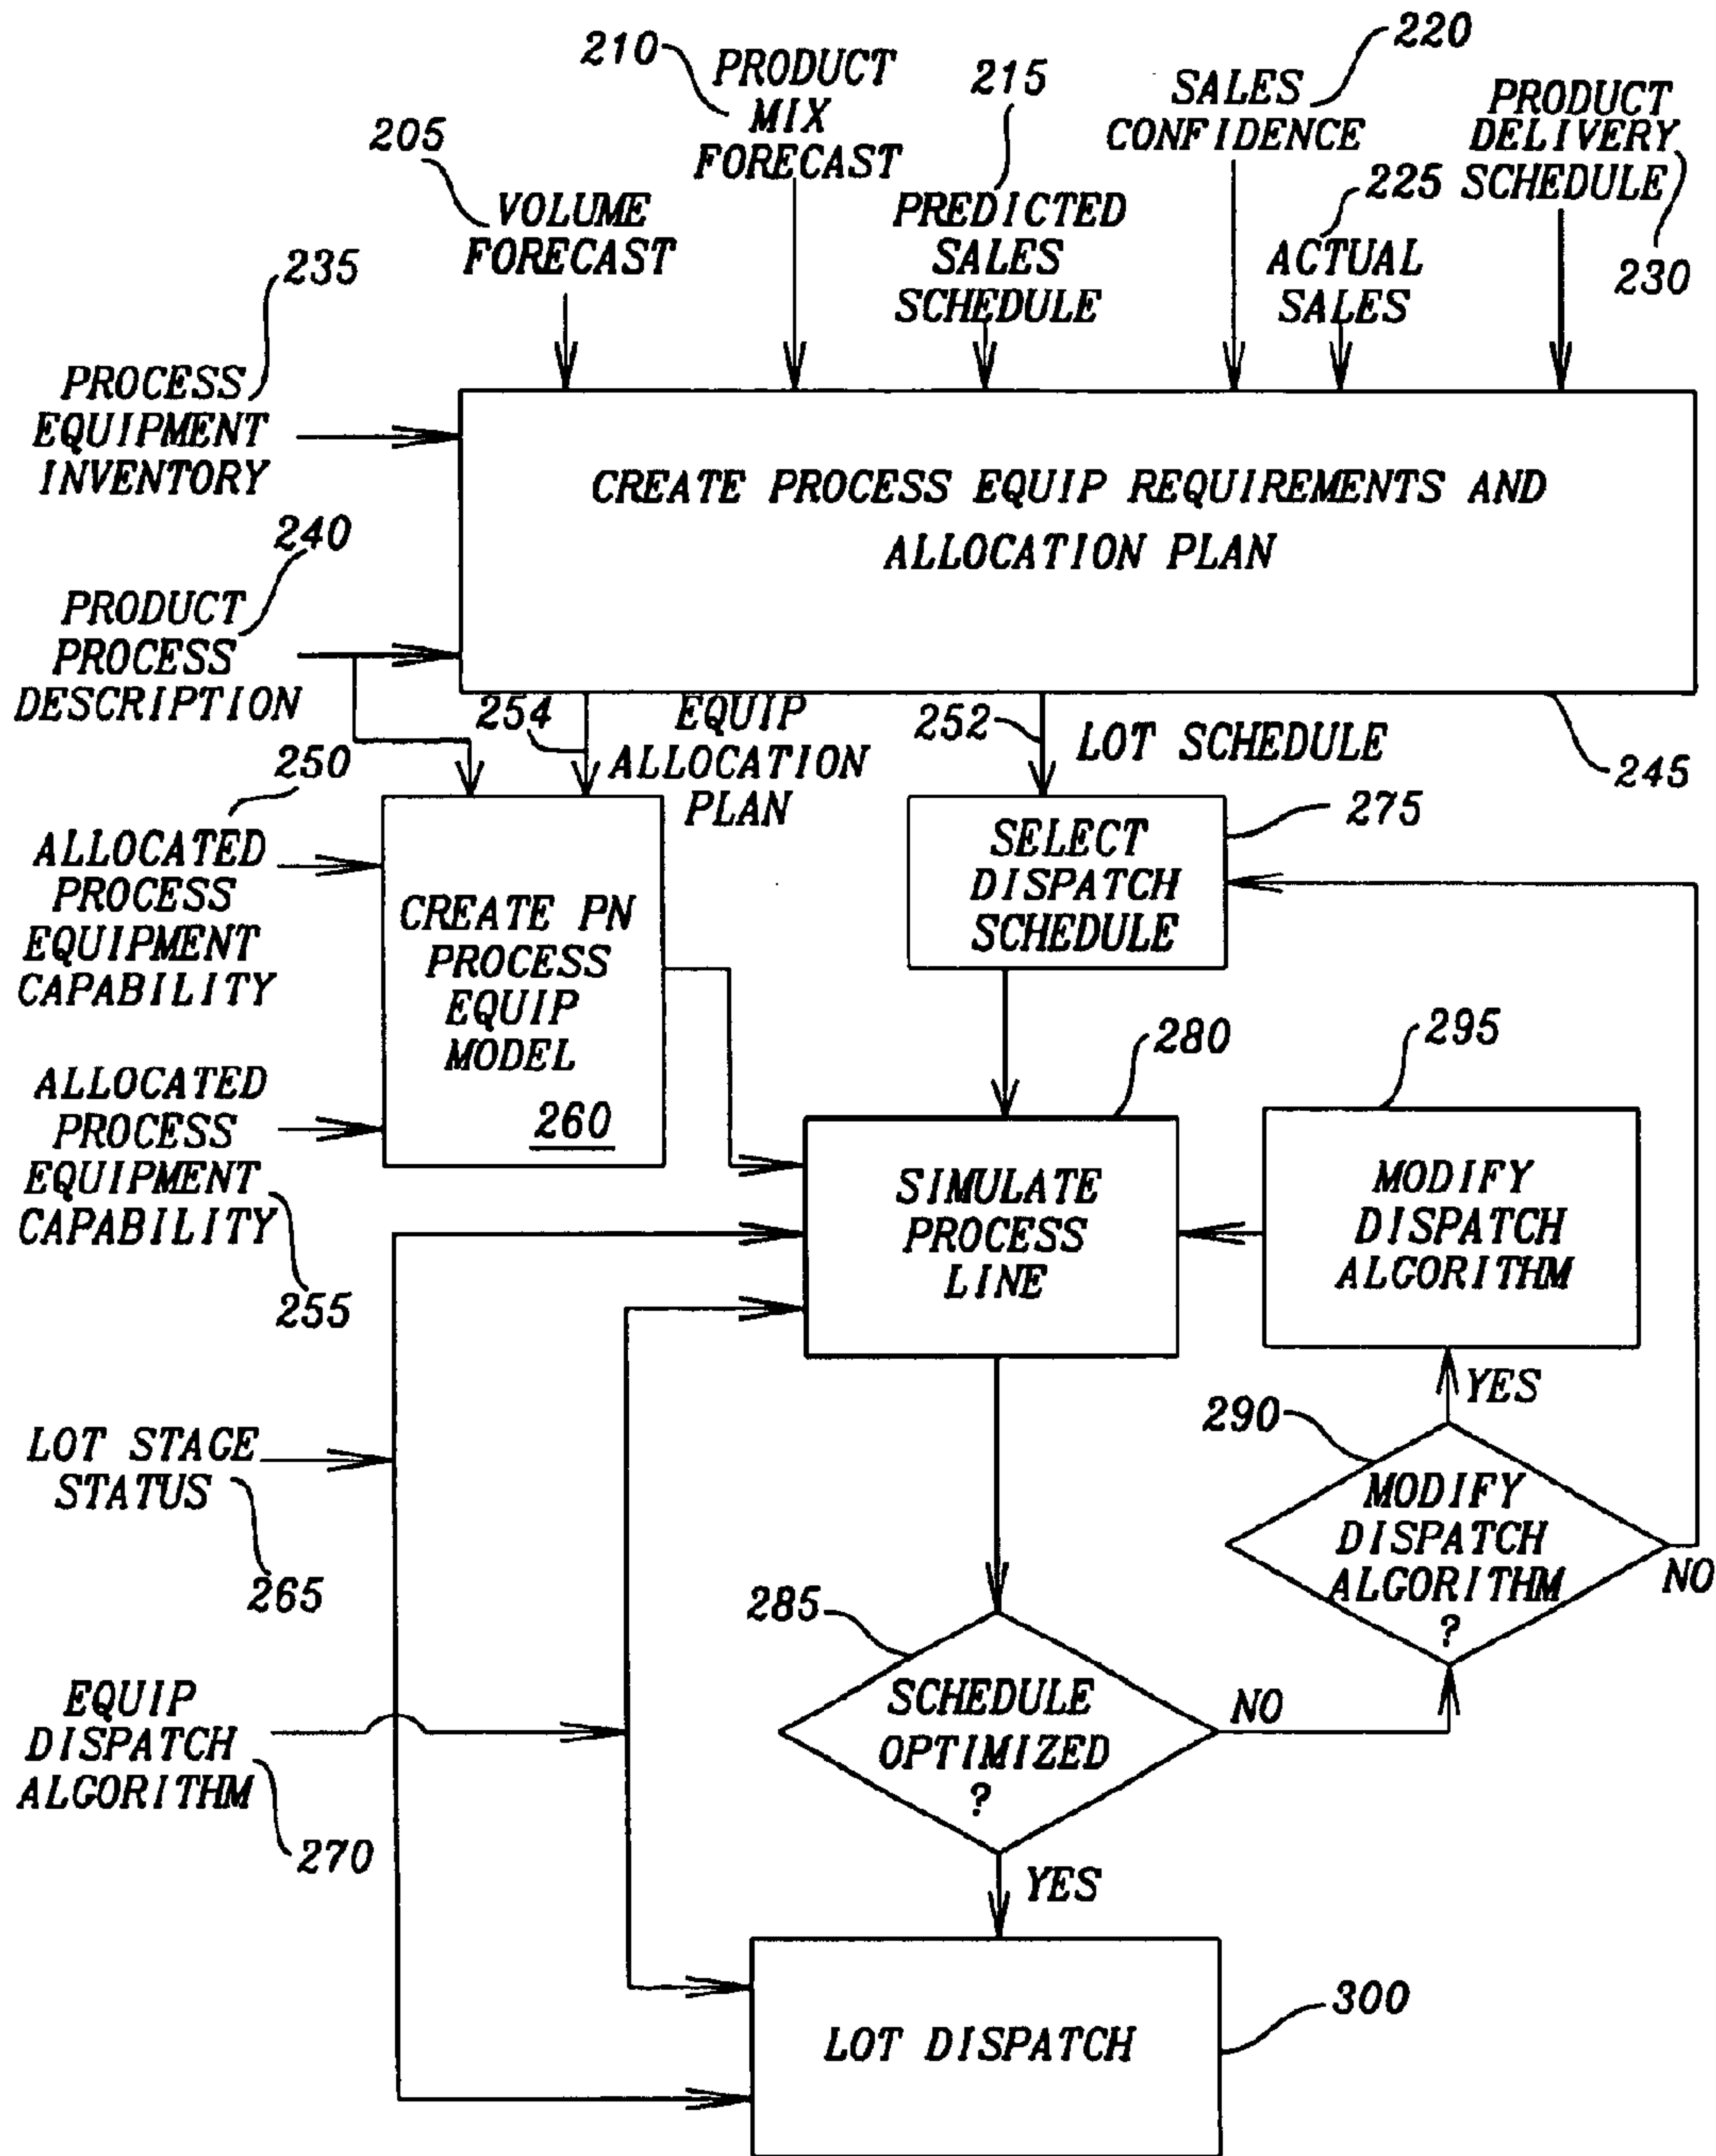 210
PRODUCT
MIX
FORECAST
215
220
SALES
CONFIDENCE
PRODUCT
DELIVERY
SCHEDULE
230
205
VOLUME
FORECAST
PREDICTED
SALES
SCHEDULE
225
ACTUAL
SALES
235
PROCESS
EQUIPMENT
INVENTORY
CREATE PROCESS EQUIP REQUIREMENTS AND
ALLOCATION PLAN
240
PRODUCT
PROCESS
DESCRIPTION
254
EQUIP
ALLOCATION
PLAN
252
LOT SCHEDULE
245
250
ALLOCATED
PROCESS
EQUIPMENT
CAPABILITY
CREATE PN
PROCESS
EQUIP
MODEL
260
SELECT
DISPATCH
SCHEDULE
275
ALLOCATED
PROCESS
EQUIPMENT
CAPABILITY
255
280
SIMULATE
PROCESS
LINE
295
MODIFY
DISPATCH
ALGORITHM
YES
290
MODIFY
DISPATCH
ALGORITHM
?
NO
LOT STAGE
STATUS
265
285
SCHEDULE
OPTIMIZED
?
NO
YES
EQUIP
DISPATCH
ALGORITHM
270
LOT DISPATCH
300